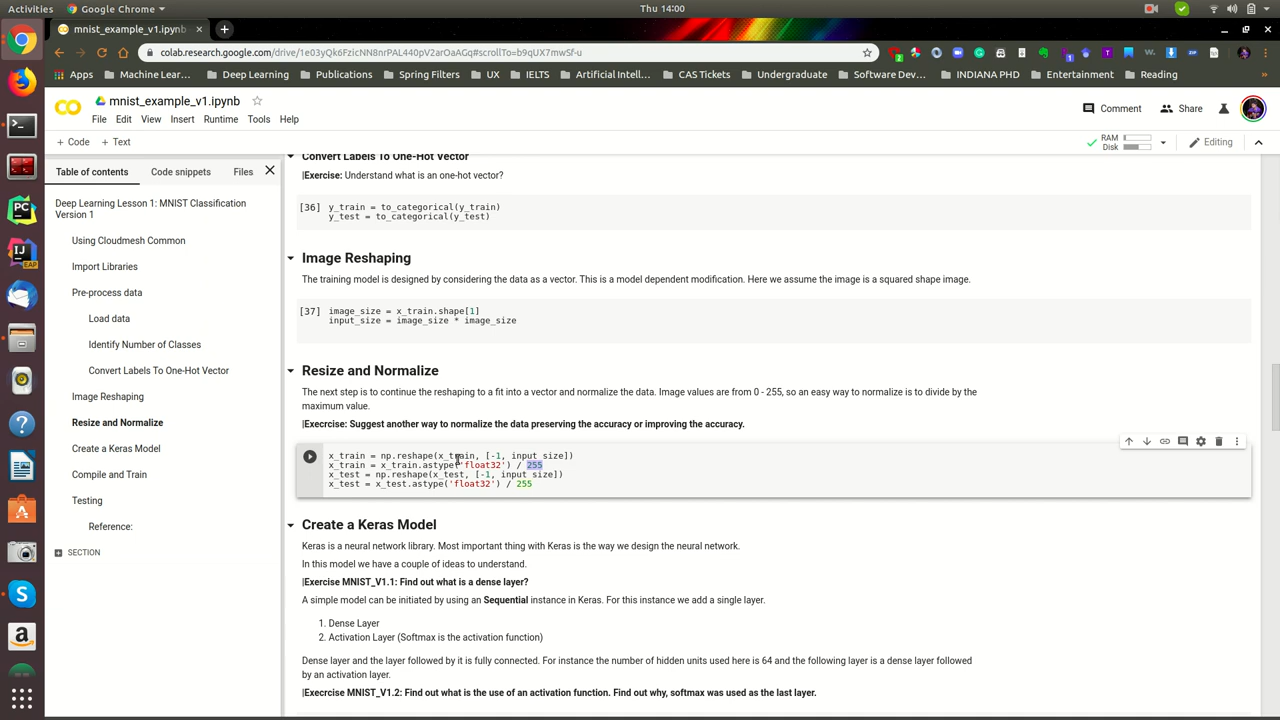 Activities
Google Chrome
Thu 14:00
mnist_example_v1.ipynb
colab.research.google.com/drive/1e03yQk6FzicNN8nrPAL440pV2arOaAGq#scrollTo=b9qUX7mwSf-u
Apps
Machine Lear…
Deep Learning
Publications
Spring Filters
UX
IELTS
Artificial Intell…
CAS Tickets
Undergraduate
Software Dev…
INDIANA PHD
Entertainment
Reading
mnist_example_v1.ipynb
Comment
Share
File Edit View Insert Runtime Tools Help
+ Code + Text
RAM
Disk
Editing
Table of contents
Code snippets
Files
Deep Learning Lesson 1: MNIST Classification
Version 1
Using Cloudmesh Common
Import Libraries
Pre-process data
Load data
Identify Number of Classes
Convert Labels To One-Hot Vector
Image Reshaping
Resize and Normalize
Create a Keras Model
Compile and Train
Testing
Reference:
SECTION
Convert Labels To One-Hot Vector
|Exercise: Understand what is an one-hot vector?
[36] y_train = to_categorical(y_train)
y_test = to_categorical(y_test)
Image Reshaping
The training model is designed by considering the data as a vector. This is a model dependent modification. Here we assume the image is a squared shape image.
[37] image_size = x_train.shape[1]
input_size = image_size * image_size
Resize and Normalize
The next step is to continue the reshaping to a fit into a vector and normalize the data. Image values are from 0 - 255, so an easy way to normalize is to divide by the
maximum value.
|Execrcise: Suggest another way to normalize the data preserving the accuracy or improving the accuracy.
x_train = np.reshape(x_train, [-1, input_size])
x_train = x_train.astype('float32') / 255
x_test = np.reshape(x_test, [-1, input_size])
x_test = x_test.astype('float32') / 255
Create a Keras Model
Keras is a neural network library. Most important thing with Keras is the way we design the neural network.
In this model we have a couple of ideas to understand.
|Exercise MNIST_V1.1: Find out what is a dense layer?
A simple model can be initiated by using an Sequential instance in Keras. For this instance we add a single layer.
1. Dense Layer
2. Activation Layer (Softmax is the activation function)
Dense layer and the layer followed by it is fully connected. For instance the number of hidden units used here is 64 and the following layer is a dense layer followed
by an activation layer.
|Execrcise MNIST_V1.2: Find out what is the use of an activation function. Find out why, softmax was used as the last layer.